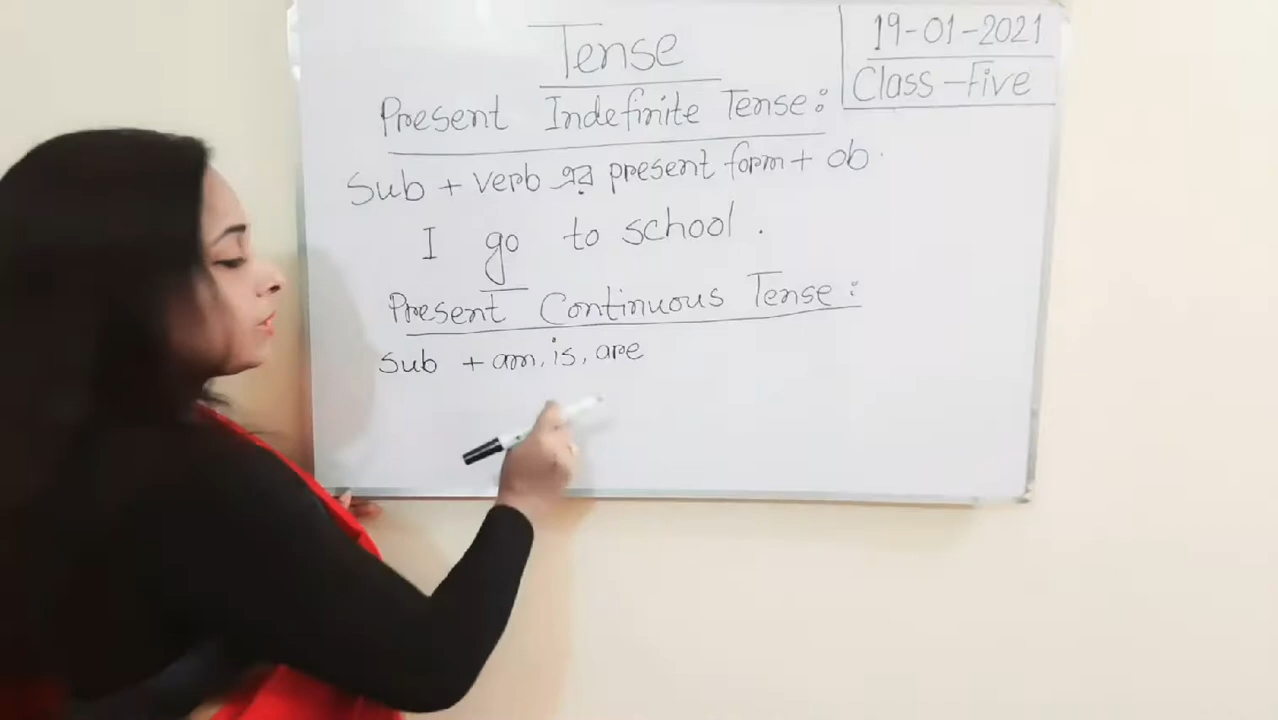 Tense
19-01-2021
Class-Five
Present Indefinite Tense:
Sub + verb এর present form + ob.
I go to school.
Present Continuous Tense:
Sub + am, is, are